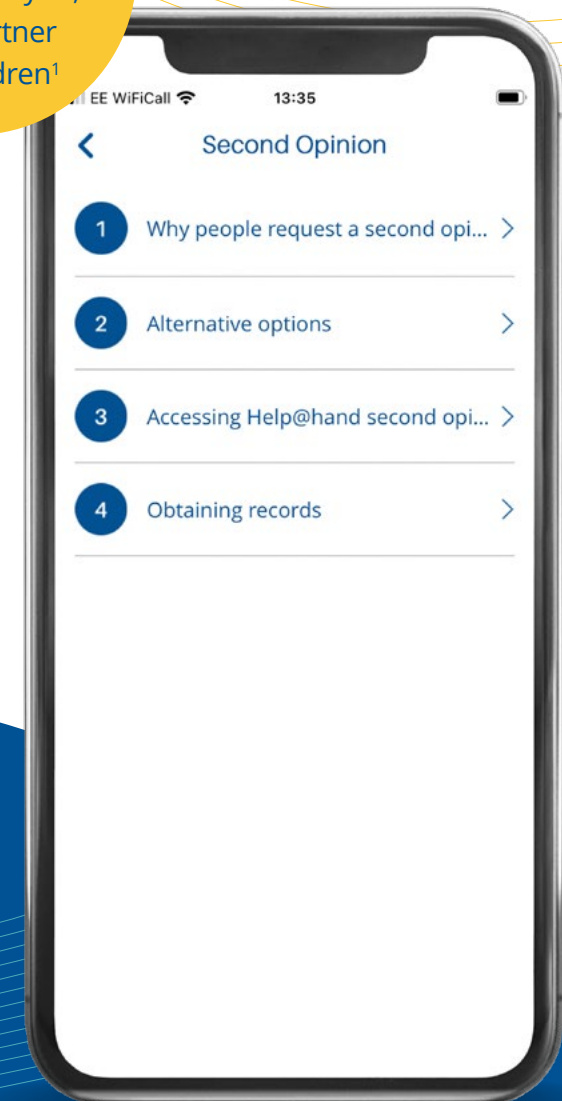 dren¹
EE WiFiCall 13:35
Second Opinion
1 Why people request a second opi...
2 Alternative options
3 Accessing Help@hand second opi...
4 Obtaining records